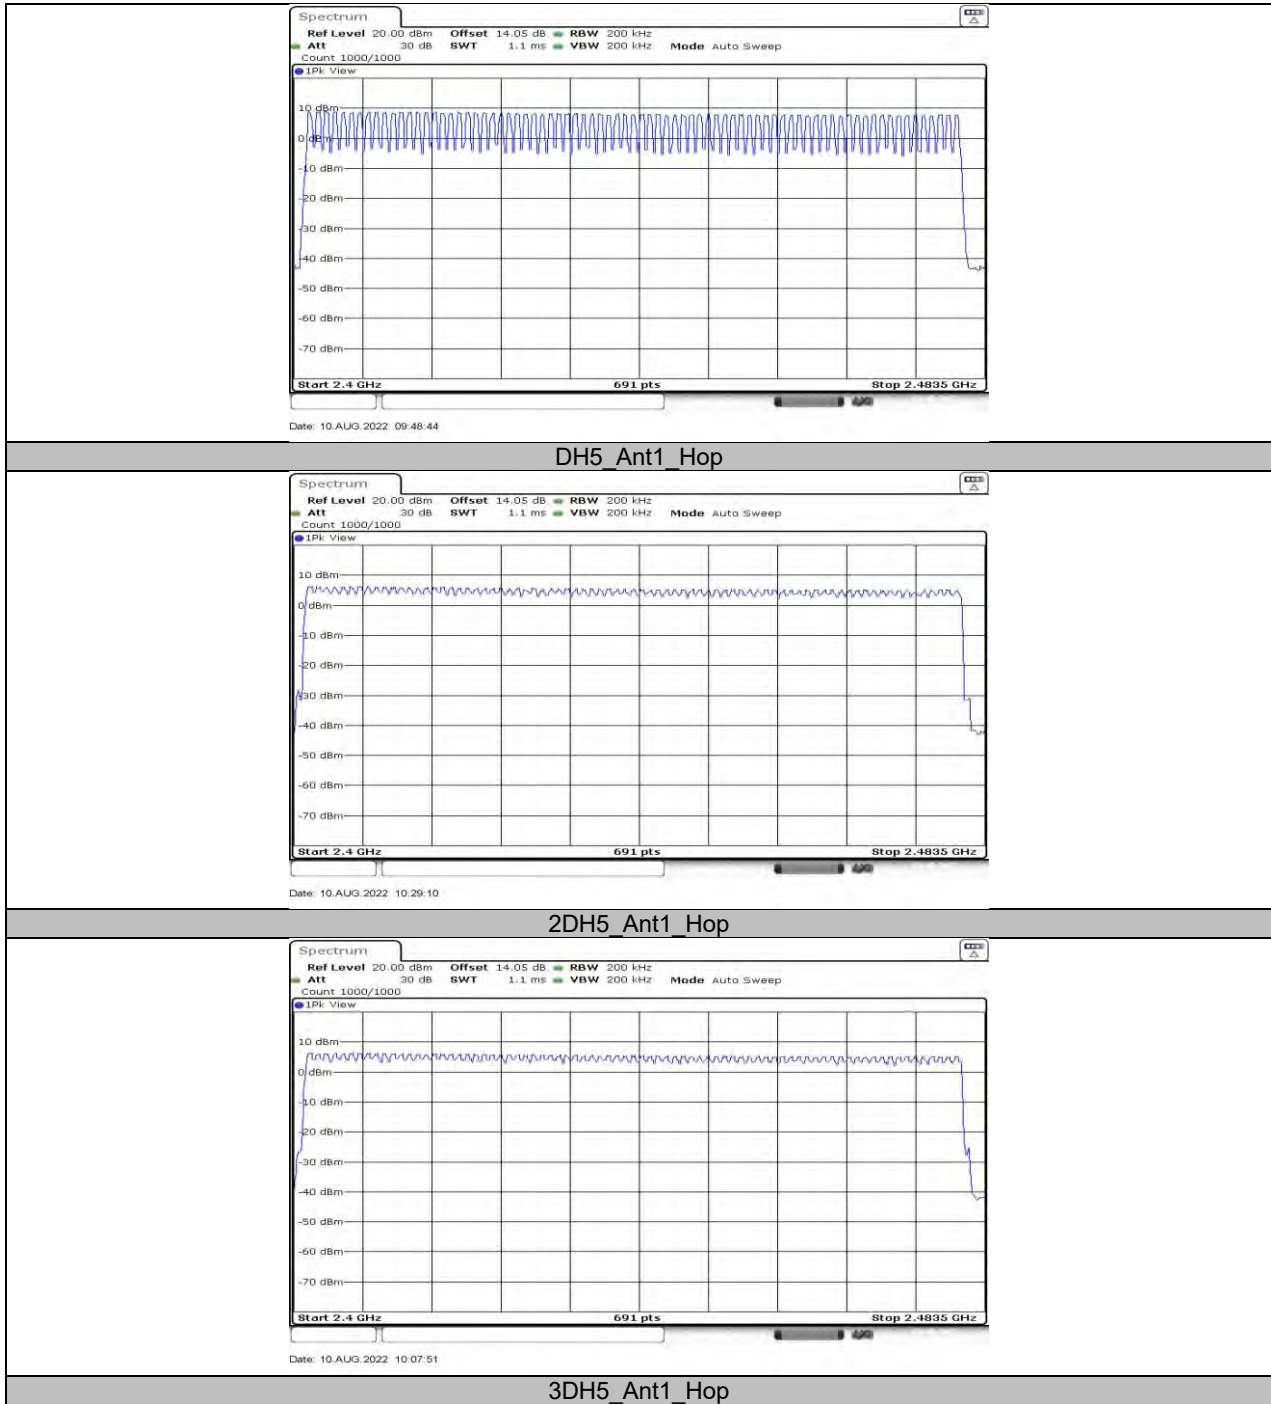 Spectrum
Ref Level 20.00 dBm Offset 14.05 dB RBW 200 kHz
Att 30 dB SWT 1.1 ms VBW 200 kHz Mode Auto Sweep
Count 1000/1000
1Pk View
10 dBm
0 dBm
-10 dBm
-20 dBm
-30 dBm
-40 dBm
-50 dBm
-60 dBm
-70 dBm
Start 2.4 GHz 691 pts Stop 2.4835 GHz
Date: 10.AUG.2022 09:48:44
DH5_Ant1_Hop
Spectrum
Ref Level 20.00 dBm Offset 14.05 dB RBW 200 kHz
Att 30 dB SWT 1.1 ms VBW 200 kHz Mode Auto Sweep
Count 1000/1000
1Pk View
10 dBm
0 dBm
-10 dBm
-20 dBm
-30 dBm
-40 dBm
-50 dBm
-60 dBm
-70 dBm
Start 2.4 GHz 691 pts Stop 2.4835 GHz
Date: 10.AUG.2022 10:29:10
2DH5_Ant1_Hop
Spectrum
Ref Level 20.00 dBm Offset 14.05 dB RBW 200 kHz
Att 30 dB SWT 1.1 ms VBW 200 kHz Mode Auto Sweep
Count 1000/1000
1Pk View
10 dBm
0 dBm
-10 dBm
-20 dBm
-30 dBm
-40 dBm
-50 dBm
-60 dBm
-70 dBm
Start 2.4 GHz 691 pts Stop 2.4835 GHz
Date: 10.AUG.2022 10:07:51
3DH5_Ant1_Hop